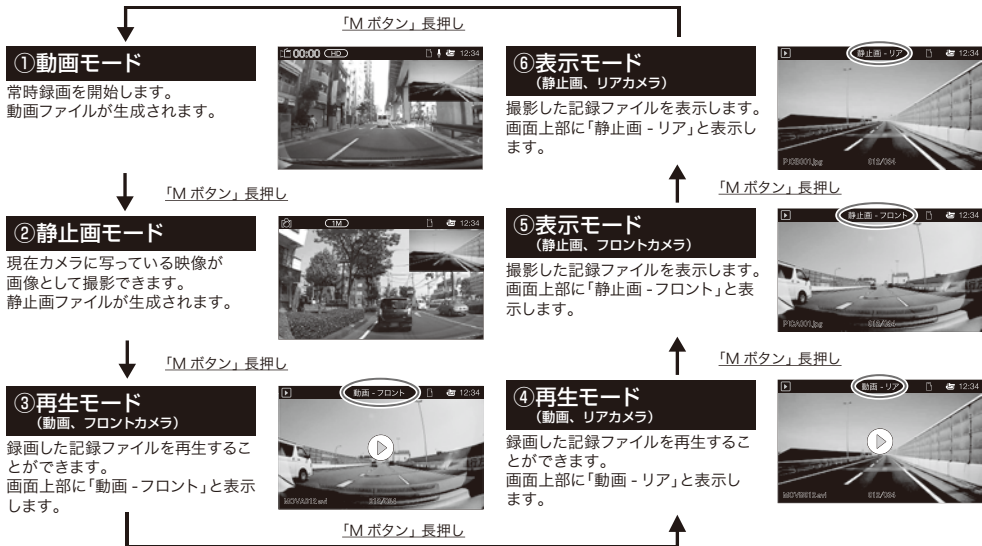 「M ボタン」長押し
①動画モード
常時録画を開始します。
動画ファイルが生成されます。
00:00 HD 12:34
「M ボタン」長押し
②静止画モード
現在カメラに写っている映像が
画像として撮影できます。
静止画ファイルが生成されます。
1M 12:34
「M ボタン」長押し
③再生モード
(動画、フロントカメラ)
録画した記録ファイルを再生するこ
とができます。
画面上部に「動画 - フロント」と表示
します。
動画 - フロント 12:34
MOVA012.avi 012/034
「M ボタン」長押し
④再生モード
(動画、リアカメラ)
録画した記録ファイルを再生するこ
とができます。
画面上部に「動画 - リア」と表示し
ます。
動画 - リア 12:34
MOVB012.avi 012/034
「M ボタン」長押し
⑤表示モード
(静止画、フロントカメラ)
撮影した記録ファイルを表示します。
画面上部に「静止画 - フロント」と表
示します。
静止画 - フロント 12:34
PICA001.jpg 012/034
「M ボタン」長押し
⑥表示モード
(静止画、リアカメラ)
撮影した記録ファイルを表示します。
画面上部に「静止画 - リア」と表示し
ます。
静止画 - リア 12:34
PICB001.jpg 012/034